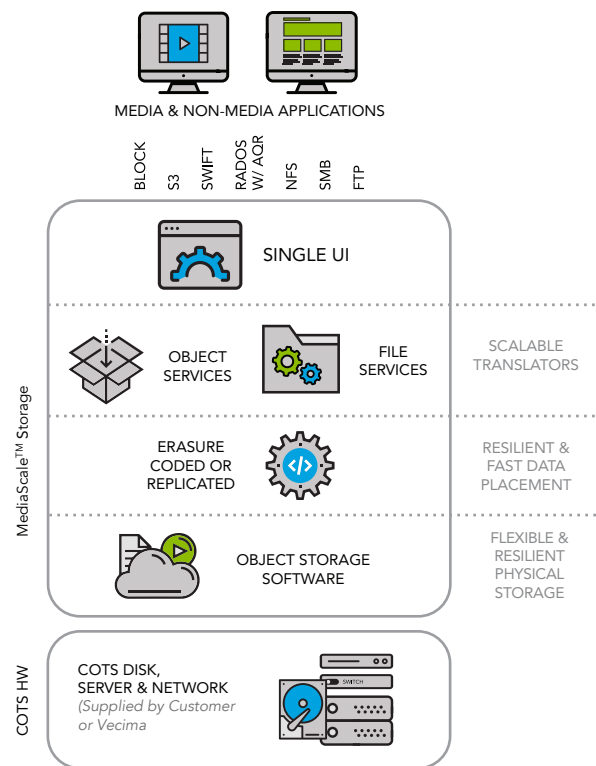 MEDIA & NON-MEDIA APPLICATIONS
BLOCK
S3
SWIFT
RADOS
W/ AQR
NFS
SMB
FTP
MediaScale™ Storage
SINGLE UI
OBJECT
SERVICES
FILE
SERVICES
SCALABLE
TRANSLATORS
ERASURE
CODED OR
REPLICATED
</>
RESILIENT &
FAST DATA
PLACEMENT
OBJECT STORAGE
SOFTWARE
FLEXIBLE &
RESILIENT
PHYSICAL
STORAGE
COTS HW
COTS DISK,
SERVER & NETWORK
(Supplied by Customer
or Vecima
SWITCH